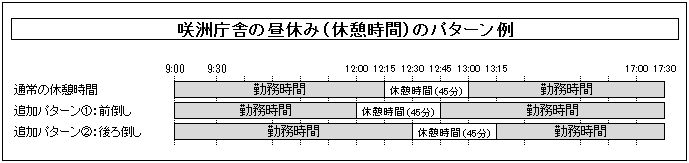 咲洲庁舎の昼休み（休憩時間）のパターン例
9:00 9:30 12:00 12:15 12:30 12:45 13:00 13:15 17:00 17:30
通常の休憩時間 勤務時間 休憩時間(45分) 勤務時間
追加パターン①：前倒し 勤務時間 休憩時間(45分) 勤務時間
追加パターン②：後ろ倒し 勤務時間 休憩時間(45分) 勤務時間